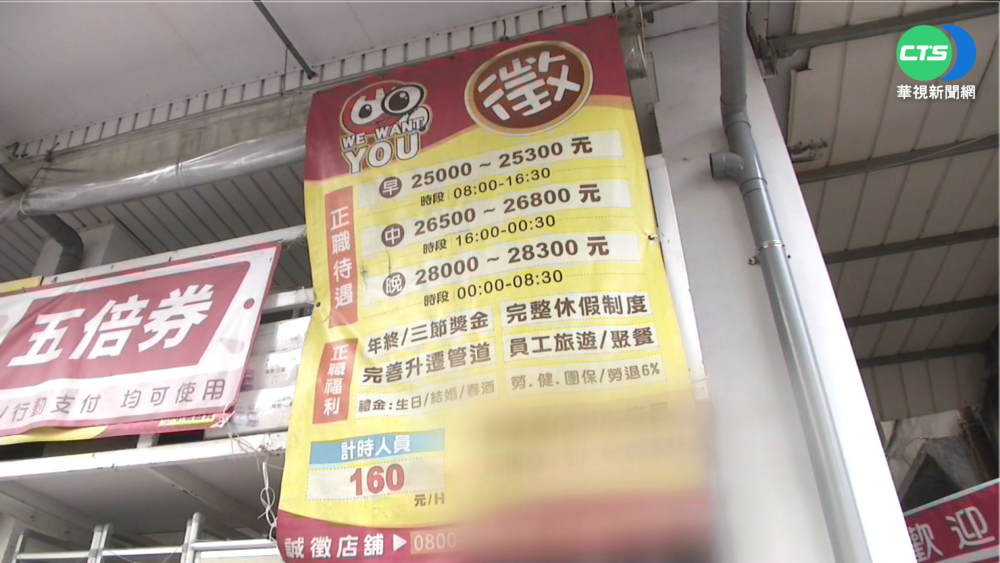 CTS
華視新聞網
WE WANT
YOU
徵
正職待遇
早 25000 ~ 25300 元
時段 08:00-16:30
中 26500 ~ 26800 元
時段 16:00-00:30
晚 28000 ~ 28300 元
時段 00:00-08:30
正職福利
年終/三節獎金 完整休假制度
完善升遷管道 員工旅遊/聚餐
禮金:生日/結婚/春酒 勞.健.團保/勞退6%
計時人員
160
元/H
誠徵店舖 ▶ 0800
五倍券
/行動支付 均可使用
歡迎